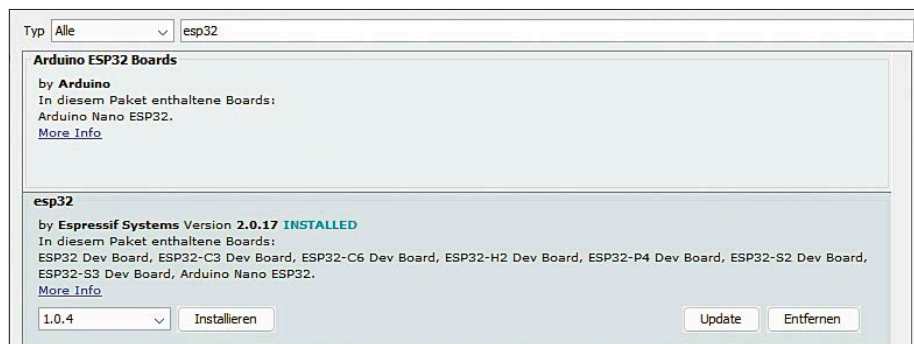 Typ Alle esp32
Arduino ESP32 Boards
by Arduino
In diesem Paket enthaltene Boards:
Arduino Nano ESP32.
More Info
esp32
by Espressif Systems Version 2.0.17 INSTALLED
In diesem Paket enthaltene Boards:
ESP32 Dev Board, ESP32-C3 Dev Board, ESP32-C6 Dev Board, ESP32-H2 Dev Board, ESP32-P4 Dev Board, ESP32-S2 Dev Board,
ESP32-S3 Dev Board, Arduino Nano ESP32.
More Info
1.0.4 Installieren Update Entfernen